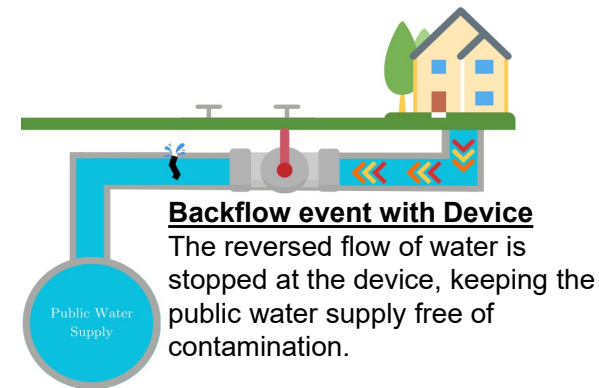 Backflow event with Device
The reversed flow of water is
stopped at the device, keeping the
public water supply free of
contamination.
Public Water
Supply